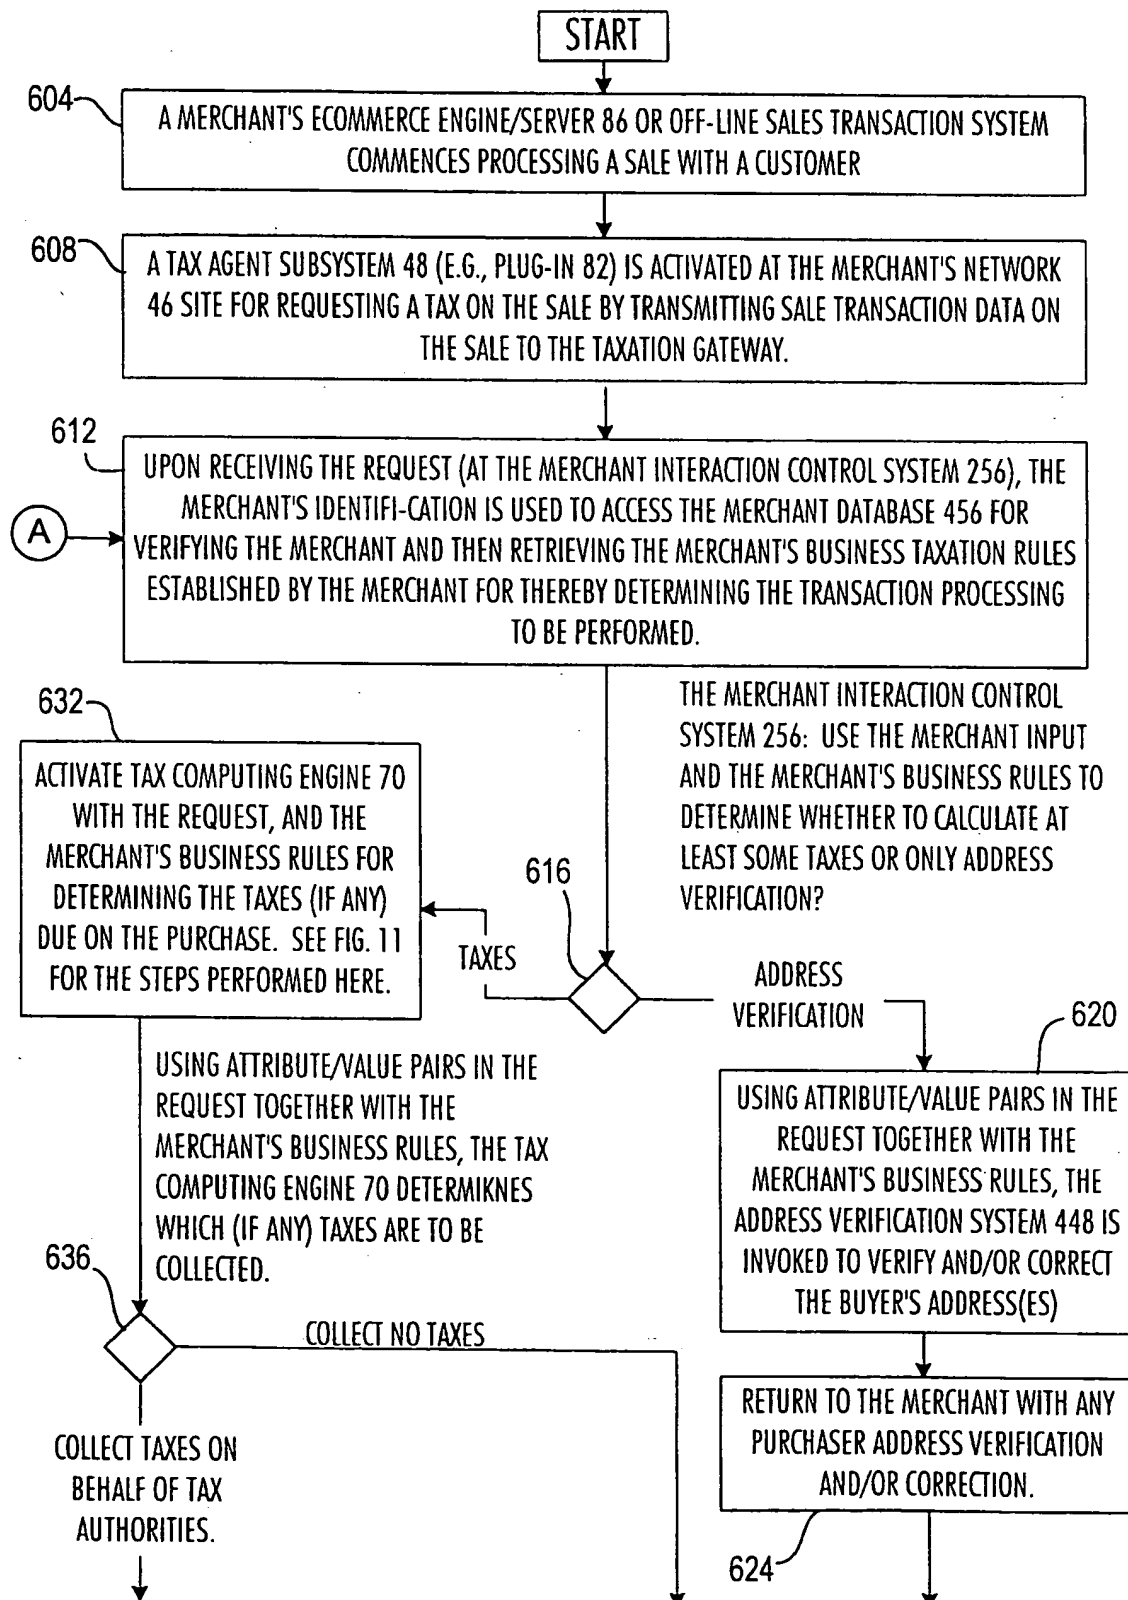 START
604
A MERCHANT'S ECOMMERCE ENGINE/SERVER 86 OR OFF-LINE SALES TRANSACTION SYSTEM
COMMENCES PROCESSING A SALE WITH A CUSTOMER
608
A TAX AGENT SUBSYSTEM 48 (E.G., PLUG-IN 82) IS ACTIVATED AT THE MERCHANT'S NETWORK
46 SITE FOR REQUESTING A TAX ON THE SALE BY TRANSMITTING SALE TRANSACTION DATA ON
THE SALE TO THE TAXATION GATEWAY.
612
UPON RECEIVING THE REQUEST (AT THE MERCHANT INTERACTION CONTROL SYSTEM 256), THE
MERCHANT'S IDENTIFI-CATION IS USED TO ACCESS THE MERCHANT DATABASE 456 FOR
VERIFYING THE MERCHANT AND THEN RETRIEVING THE MERCHANT'S BUSINESS TAXATION RULES
ESTABLISHED BY THE MERCHANT FOR THEREBY DETERMINING THE TRANSACTION PROCESSING
TO BE PERFORMED.
A
THE MERCHANT INTERACTION CONTROL
SYSTEM 256: USE THE MERCHANT INPUT
AND THE MERCHANT'S BUSINESS RULES TO
DETERMINE WHETHER TO CALCULATE AT
LEAST SOME TAXES OR ONLY ADDRESS
VERIFICATION?
632
ACTIVATE TAX COMPUTING ENGINE 70
WITH THE REQUEST, AND THE
MERCHANT'S BUSINESS RULES FOR
DETERMINING THE TAXES (IF ANY)
DUE ON THE PURCHASE. SEE FIG. 11
FOR THE STEPS PERFORMED HERE.
616
TAXES
ADDRESS
VERIFICATION
620
USING ATTRIBUTE/VALUE PAIRS IN THE
REQUEST TOGETHER WITH THE
MERCHANT'S BUSINESS RULES, THE
ADDRESS VERIFICATION SYSTEM 448 IS
INVOKED TO VERIFY AND/OR CORRECT
THE BUYER'S ADDRESS(ES)
USING ATTRIBUTE/VALUE PAIRS IN THE
REQUEST TOGETHER WITH THE
MERCHANT'S BUSINESS RULES, THE TAX
COMPUTING ENGINE 70 DETERMIKNES
WHICH (IF ANY) TAXES ARE TO BE
COLLECTED.
636
COLLECT NO TAXES
COLLECT TAXES ON
BEHALF OF TAX
AUTHORITIES.
RETURN TO THE MERCHANT WITH ANY
PURCHASER ADDRESS VERIFICATION
AND/OR CORRECTION.
624